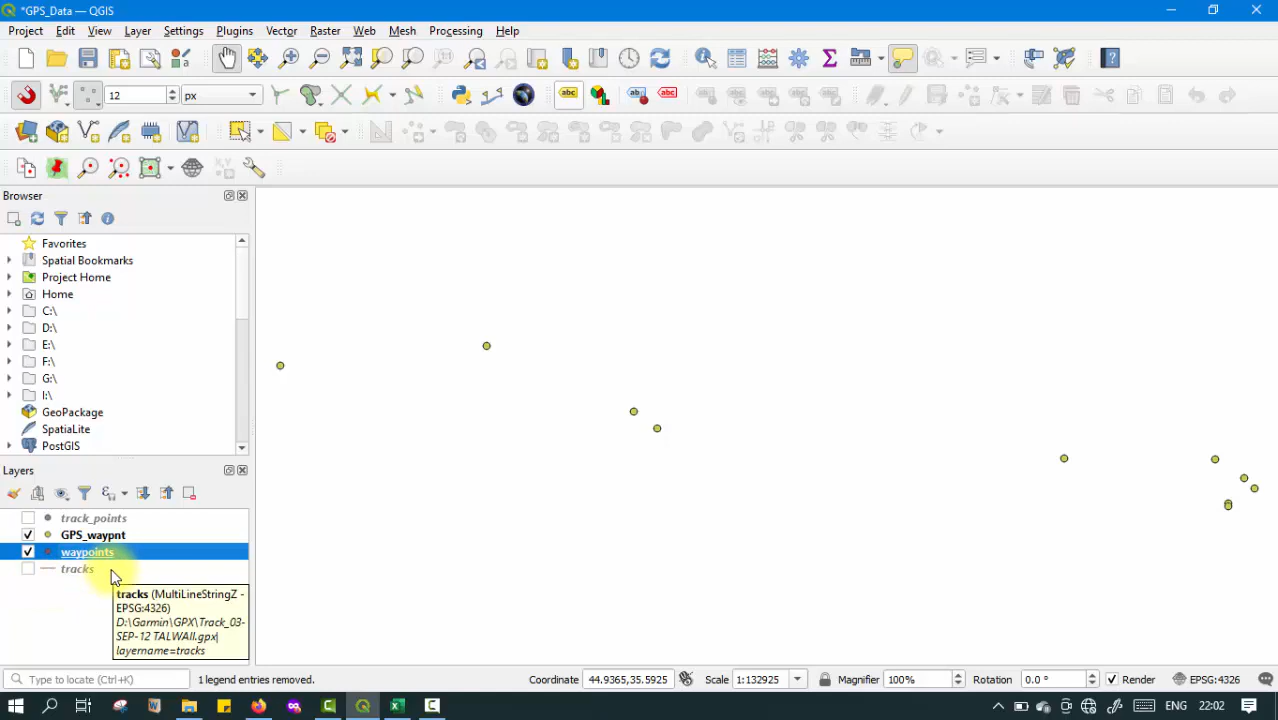 *GPS_Data — QGIS
Project Edit View Layer Settings Plugins Vector Raster Web Mesh Processing Help
12 px
abc
Browser
Favorites
Spatial Bookmarks
Project Home
Home
C:\
D:\
E:\
F:\
G:\
I:\
GeoPackage
SpatiaLite
PostGIS
Layers
track_points
GPS_waypnt
waypoints
tracks
tracks (MultiLineStringZ -
EPSG:4326)
D:\Garmin\GPX\Track_03-
SEP-12 TALWAll.gpx|
layername=tracks
Type to locate (Ctrl+K) 1 legend entries removed. Coordinate 44.9365,35.5925 Scale 1:132925 Magnifier 100% Rotation 0.0 ° Render EPSG:4326
ENG 22:02